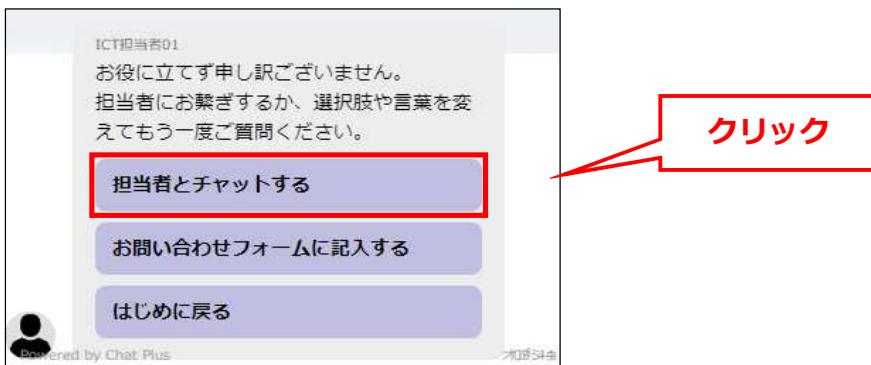 ICT担当者01
お役に立てず申し訳ございません。
担当者にお繋ぎするか、選択肢や言葉を変
えてもう一度ご質問ください。
担当者とチャットする
クリック
お問い合わせフォームに記入する
はじめに戻る
Powered by Chat Plus